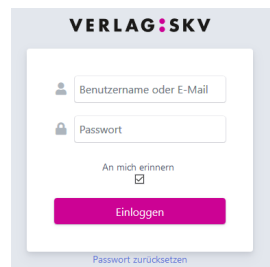 VERLAG:SKV
Benutzername oder E-Mail
Passwort
An mich erinnern
Einloggen
Passwort zurücksetzen